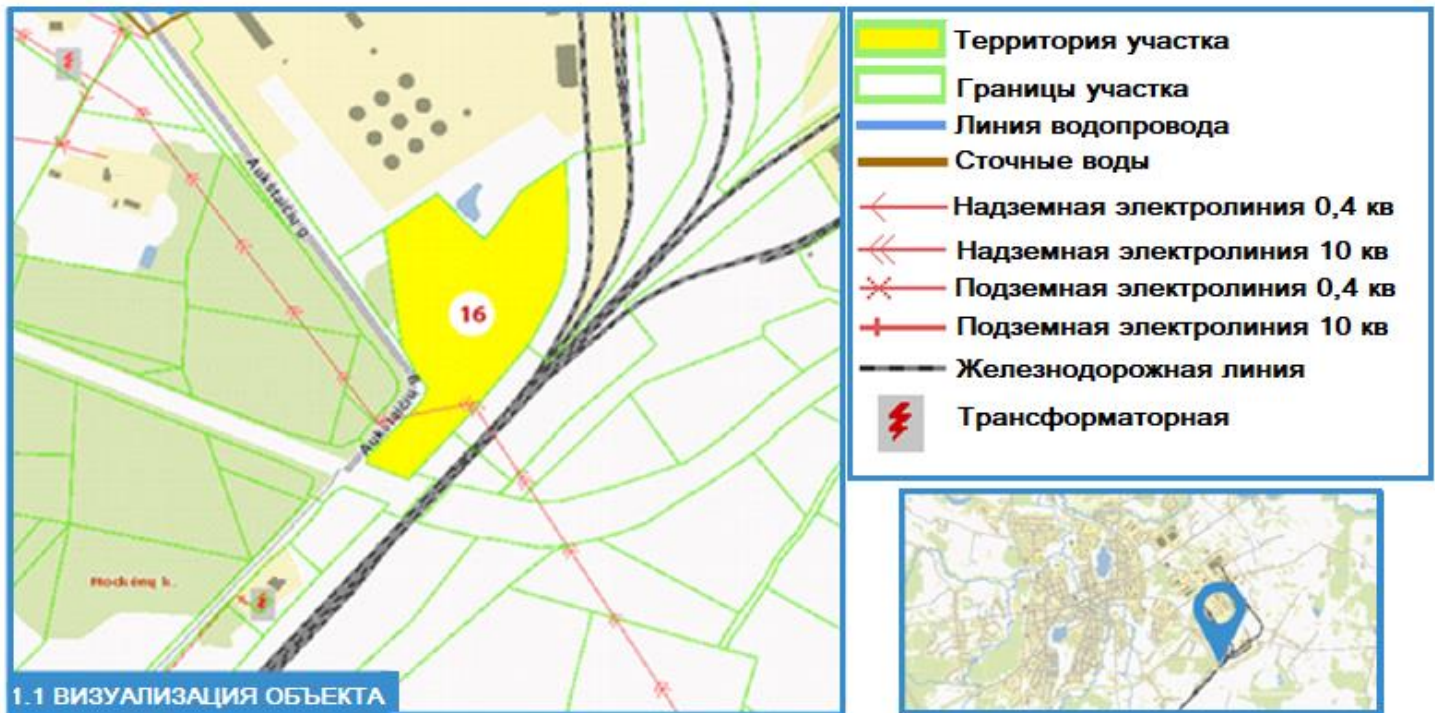 Территория участка
Границы участка
Линия водопровода
Сточные воды
Надземная электролиния 0,4 кв
Надземная электролиния 10 кв
Подземная электролиния 0,4 кв
Подземная электролиния 10 кв
Железнодорожная линия
Трансформаторная
Aukštaičių g.
16
Aukštaičių g.
Mockėnų k.
1.1 ВИЗУАЛИЗАЦИЯ ОБЪЕКТА